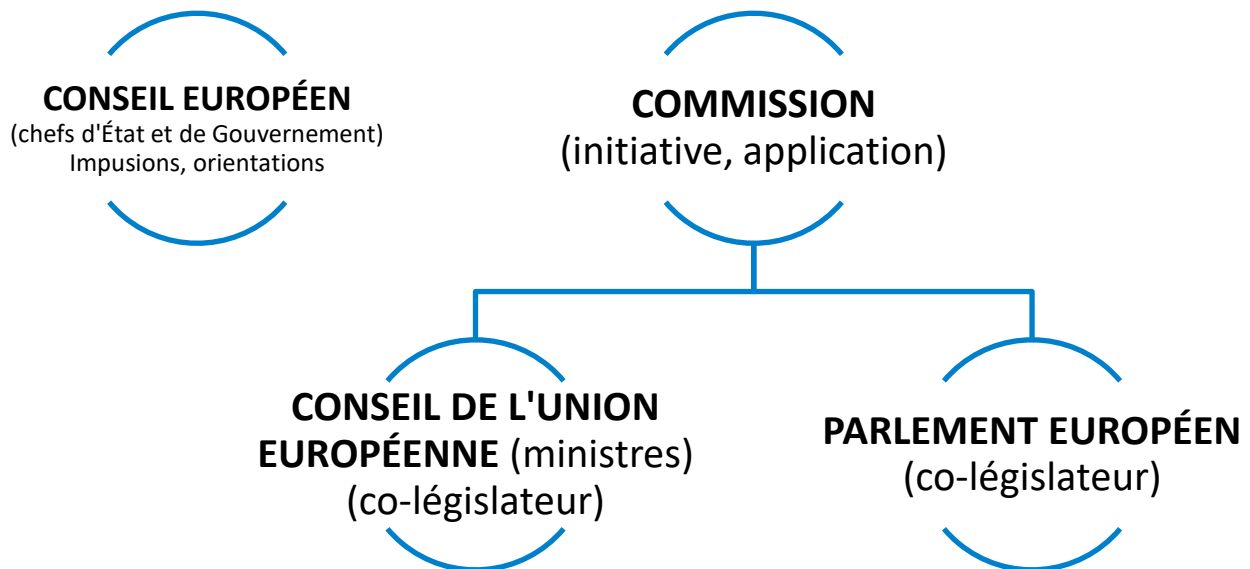 CONSEIL EUROPÉEN
(chefs d'État et de Gouvernement)
Impusions, orientations
COMMISSION
(initiative, application)
CONSEIL DE L'UNION
EUROPÉENNE (ministres)
(co-législateur)
PARLEMENT EUROPÉEN
(co-législateur)